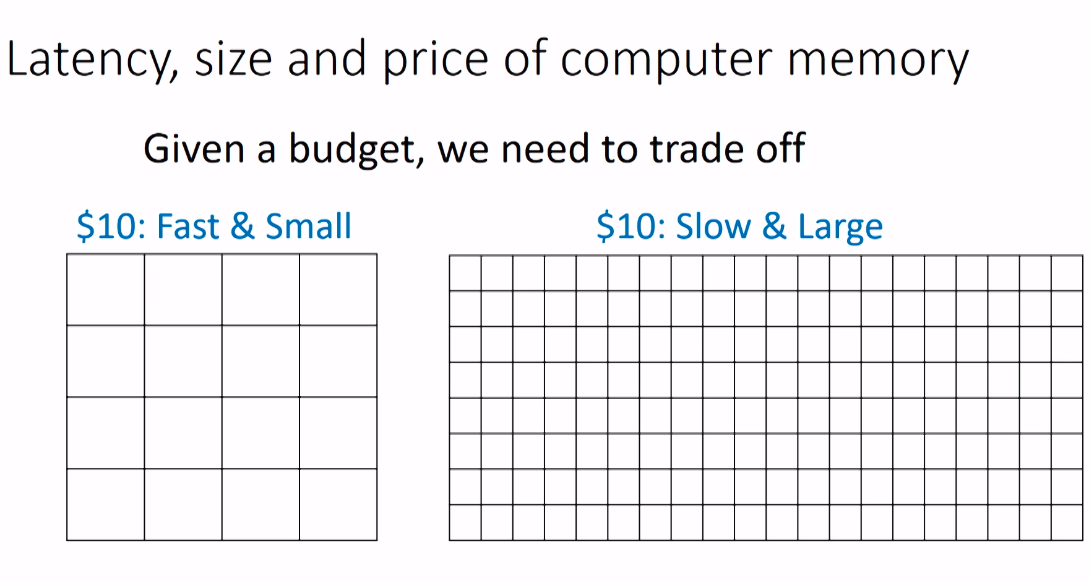 Latency, size and price of computer memory
Given a budget, we need to trade off
$10: Fast & Small
$10: Slow & Large